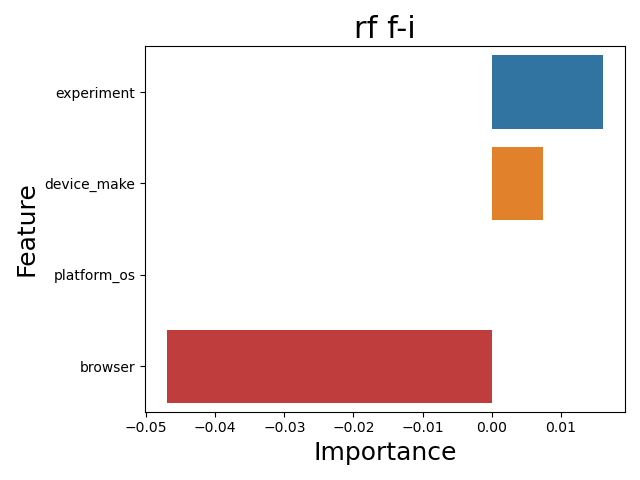 rf f-i
experiment
device_make
platform_os
browser
Feature
−0.05 −0.04 −0.03 −0.02 −0.01 0.00 0.01
Importance